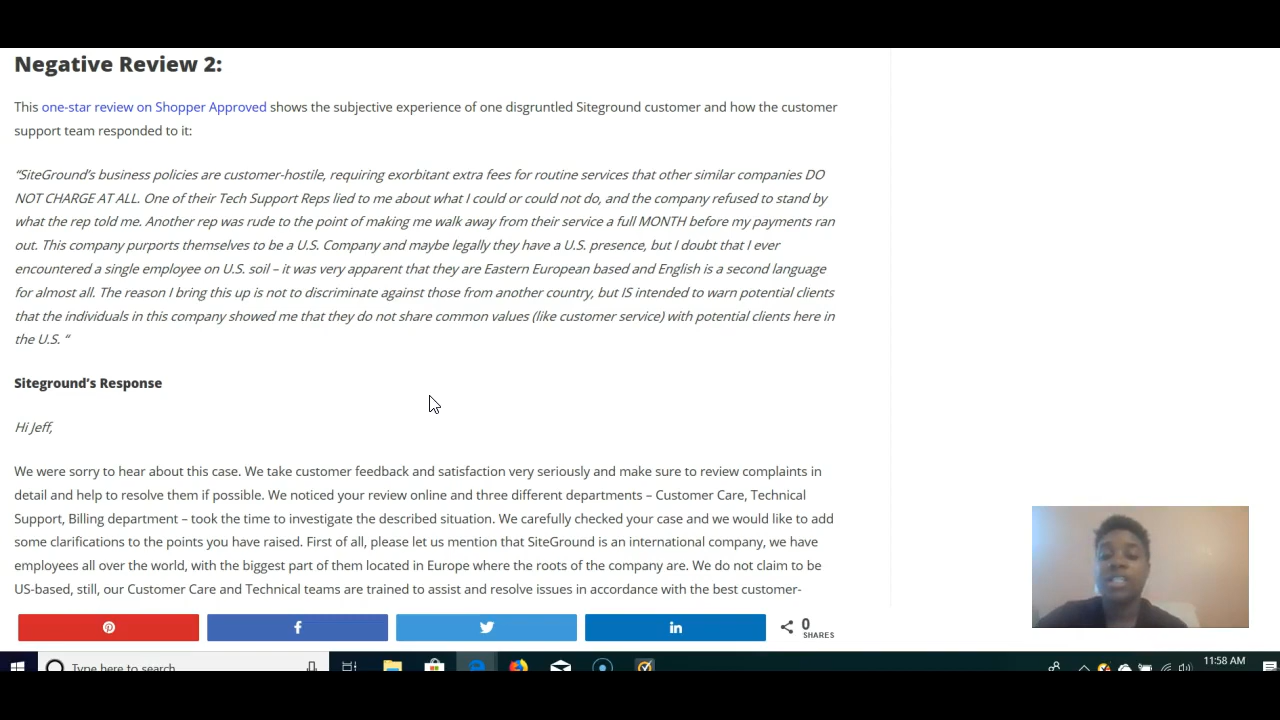 Negative Review 2:
This one-star review on Shopper Approved shows the subjective experience of one disgruntled Siteground customer and how the customer
support team responded to it:
“SiteGround’s business policies are customer-hostile, requiring exorbitant extra fees for routine services that other similar companies DO
NOT CHARGE AT ALL. One of their Tech Support Reps lied to me about what I could or could not do, and the company refused to stand by
what the rep told me. Another rep was rude to the point of making me walk away from their service a full MONTH before my payments ran
out. This company purports themselves to be a U.S. Company and maybe legally they have a U.S. presence, but I doubt that I ever
encountered a single employee on U.S. soil – it was very apparent that they are Eastern European based and English is a second language
for almost all. The reason I bring this up is not to discriminate against those from another country, but IS intended to warn potential clients
that the individuals in this company showed me that they do not share common values (like customer service) with potential clients here in
the U.S. “
Siteground’s Response
Hi Jeff,
We were sorry to hear about this case. We take customer feedback and satisfaction very seriously and make sure to review complaints in
detail and help to resolve them if possible. We noticed your review online and three different departments – Customer Care, Technical
Support, Billing department – took the time to investigate the described situation. We carefully checked your case and we would like to add
some clarifications to the points you have raised. First of all, please let us mention that SiteGround is an international company, we have
employees all over the world, with the biggest part of them located in Europe where the roots of the company are. We do not claim to be
US-based, still, our Customer Care and Technical teams are trained to assist and resolve issues in accordance with the best customer-
0
SHARES
Type here to search
11:58 AM